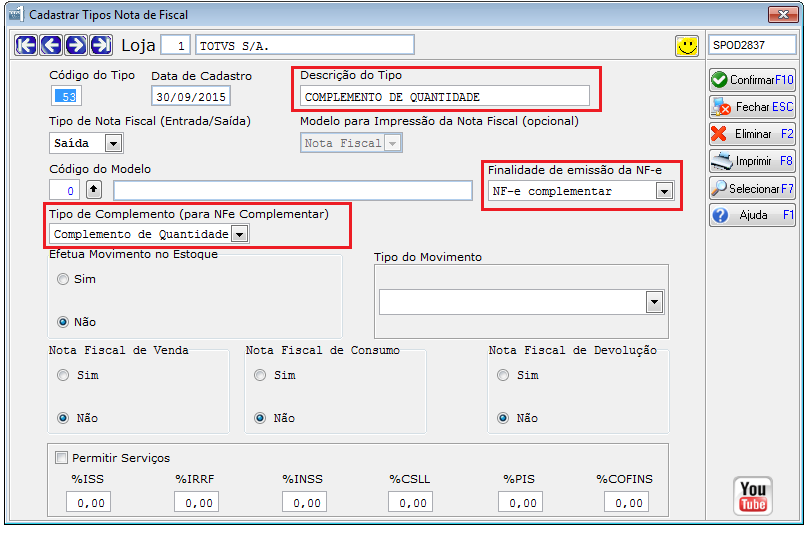 Cadastrar Tipos Nota de Fiscal
Loja 1 TOTVS S/A. SPOD2837
Código do Tipo Data de Cadastro Descrição do Tipo
53 30/09/2015 COMPLEMENTO DE QUANTIDADE
Tipo de Nota Fiscal (Entrada/Saída) Modelo para Impressão da Nota Fiscal (opcional)
Saída Nota Fiscal
Código do Modelo Finalidade de emissão da NF-e
0 NF-e complementar
Tipo de Complemento (para NFe Complementar)
Complemento de Quantidade
Efetua Movimento no Estoque Tipo do Movimento
Sim
Não
Nota Fiscal de Venda Nota Fiscal de Consumo Nota Fiscal de Devolução
Sim Sim Sim
Não Não Não
Permitir Serviços
%ISS %IRRF %INSS %CSLL %PIS %COFINS
0,00 0,00 0,00 0,00 0,00 0,00
Confirmar F10
Fechar ESC
Eliminar F2
Imprimir F8
Selecionar F7
Ajuda F1
You
Tube